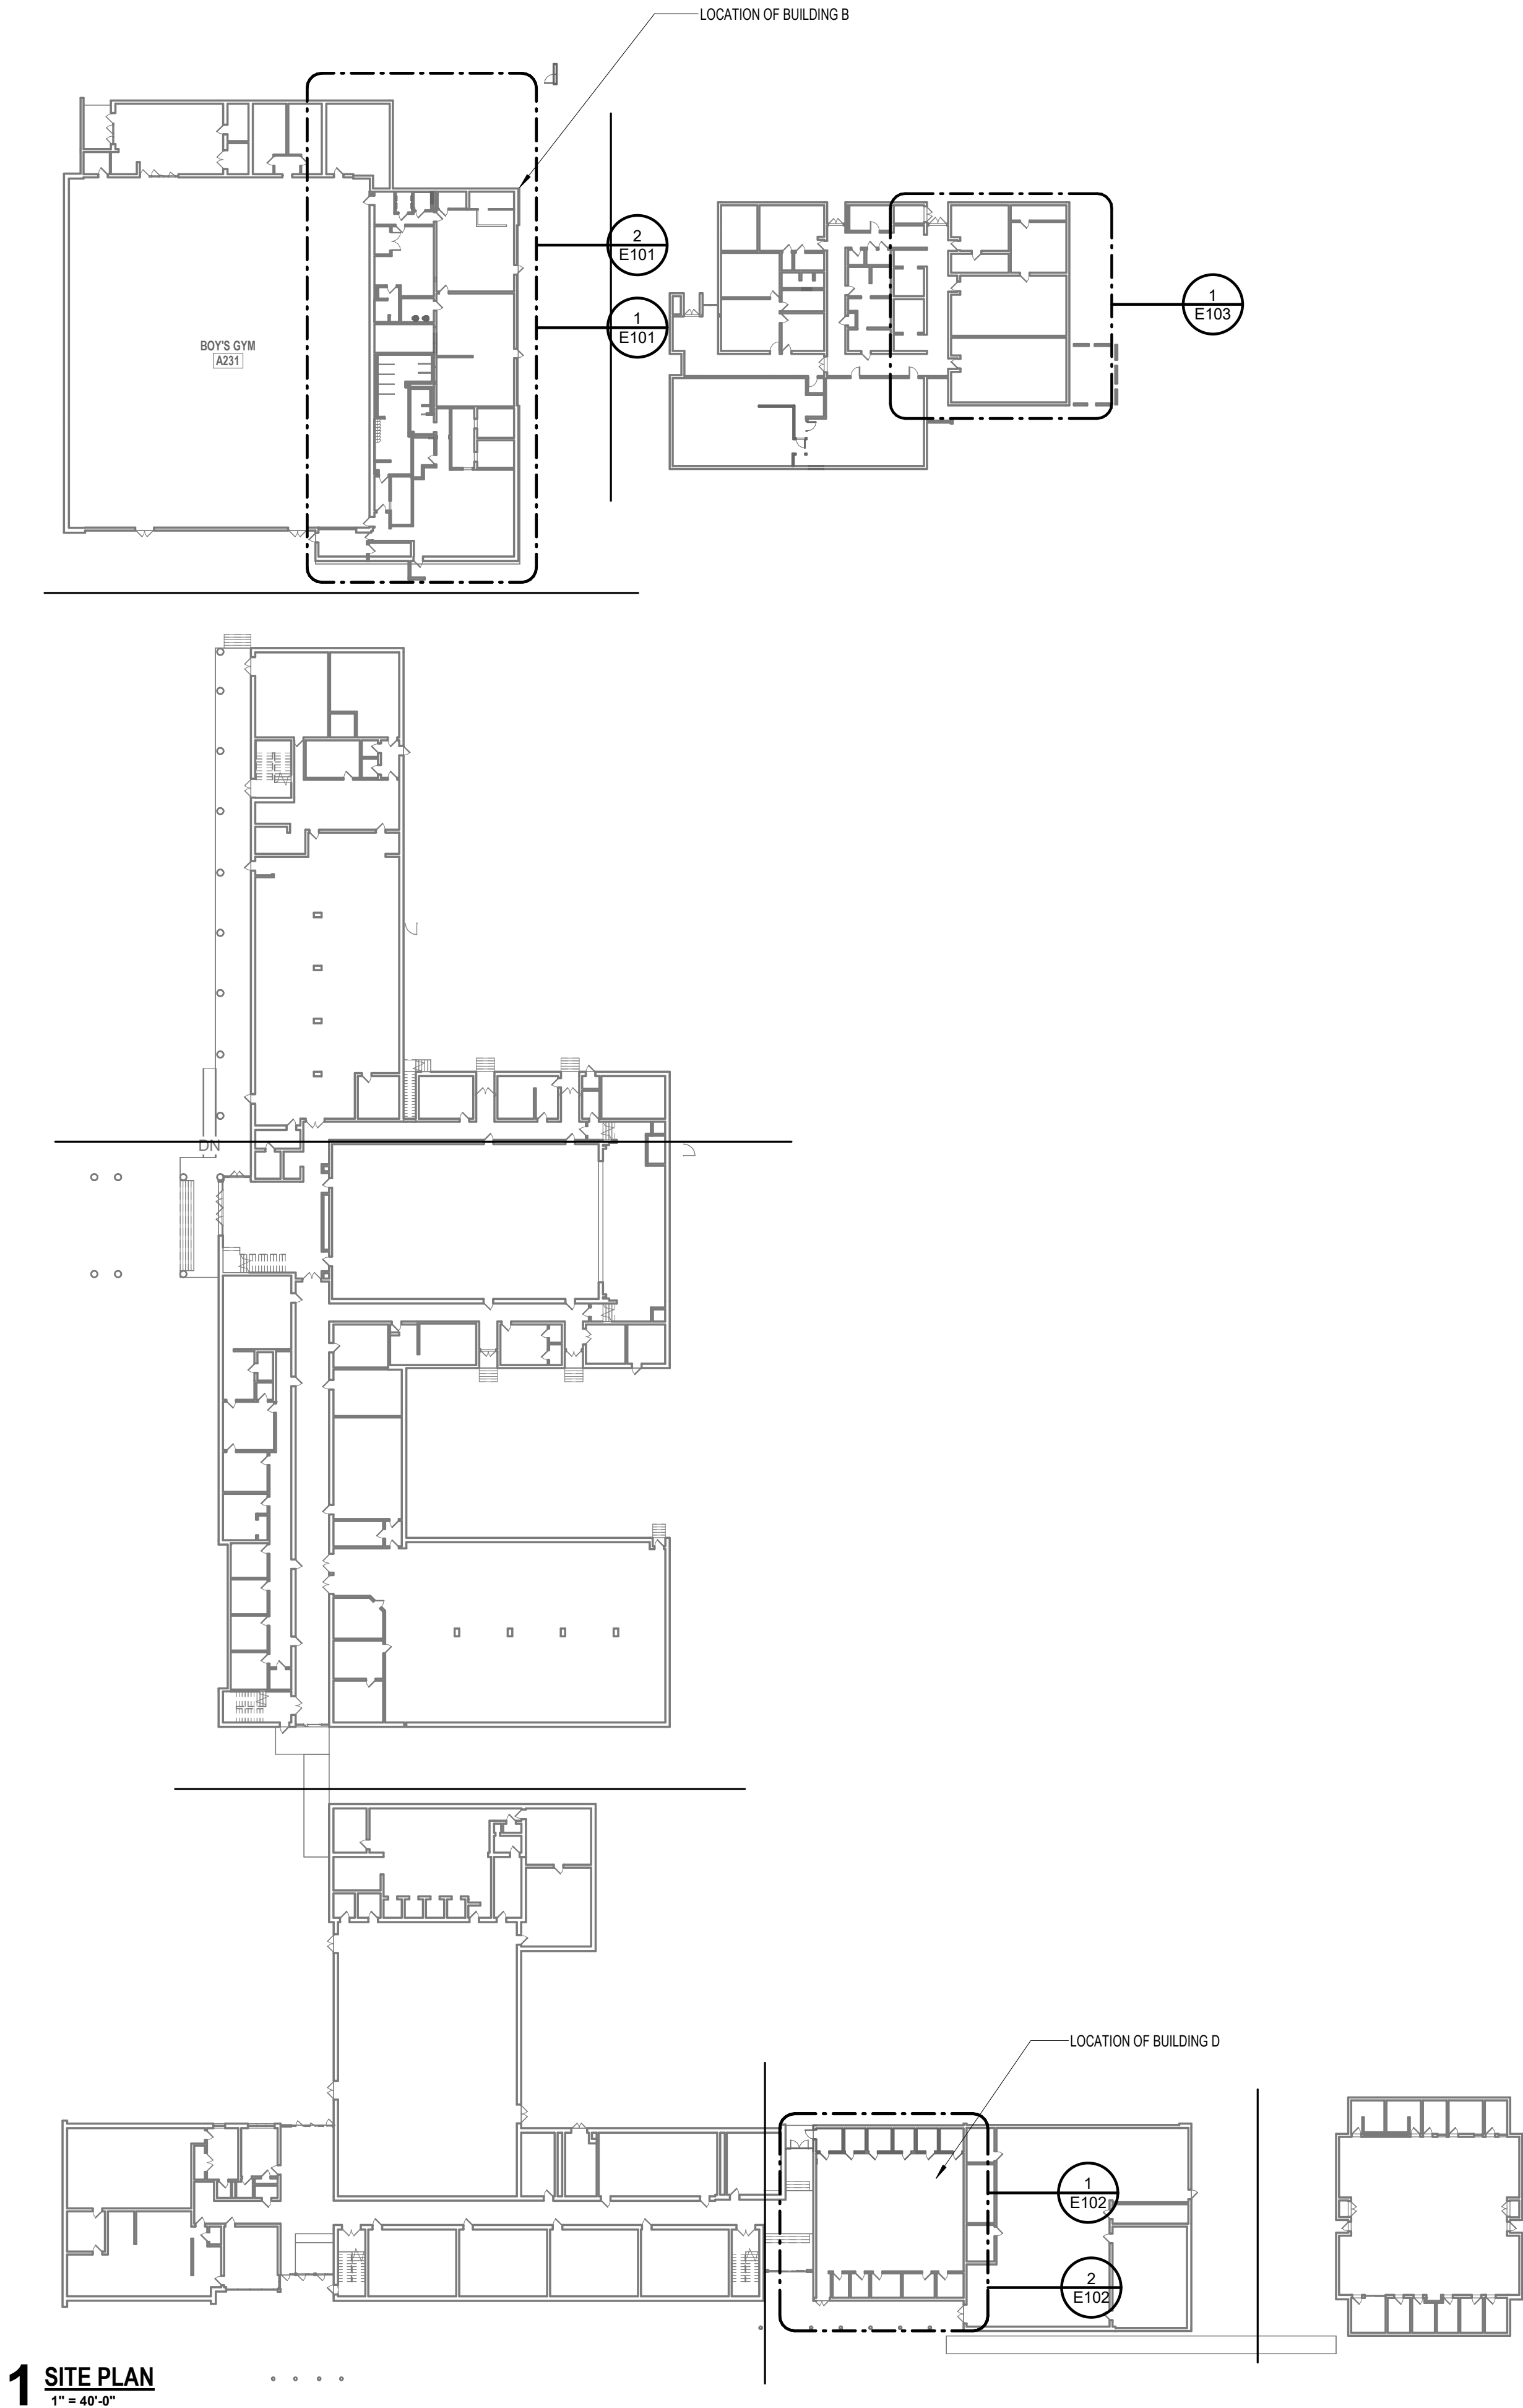 LOCATION OF BUILDING B
2
E101
1
E101
1
E103
BOY'S GYM
A231
DN
LOCATION OF BUILDING D
1
E102
2
E102
1 SITE PLAN
1" = 40'-0"